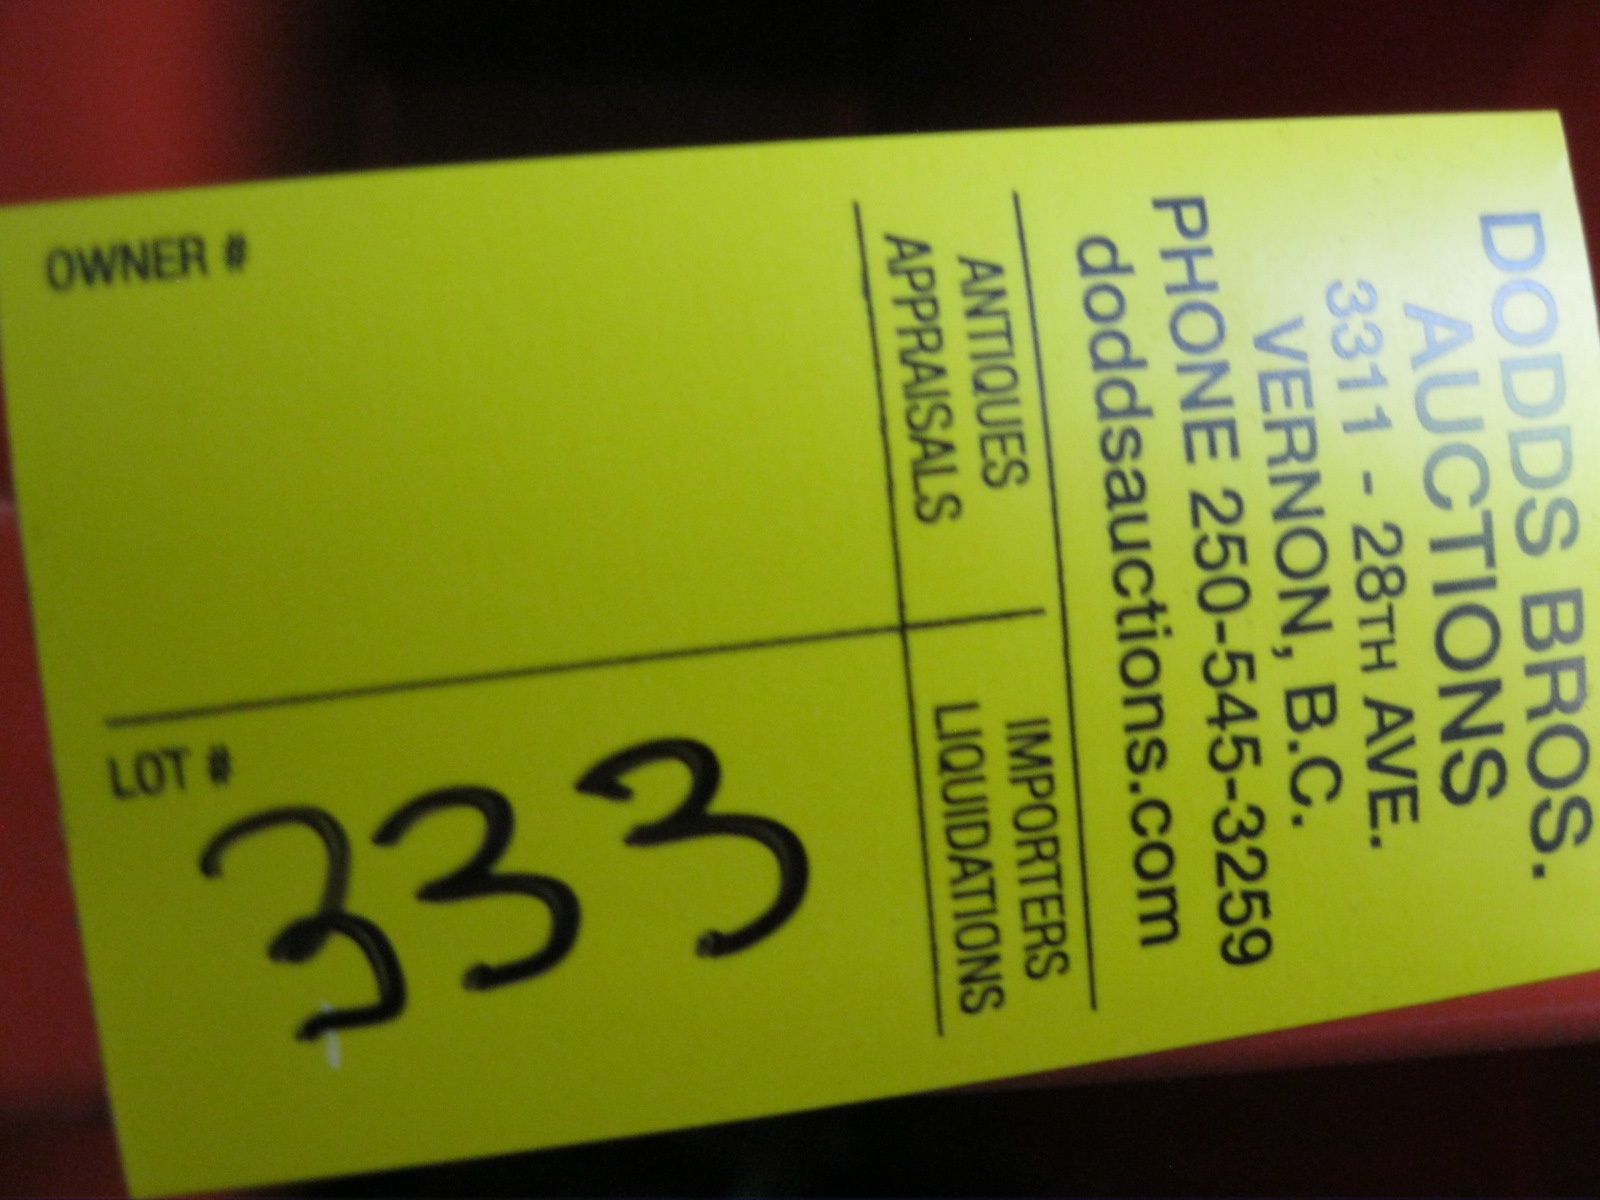 DODDS BROS.
AUCTIONS
3311 - 28TH AVE.
VERNON, B.C.
PHONE 250-545-3259
doddsauctions.com
ANTIQUES
APPRAISALS
IMPORTERS
LIQUIDATIONS
OWNER #
LOT #
333